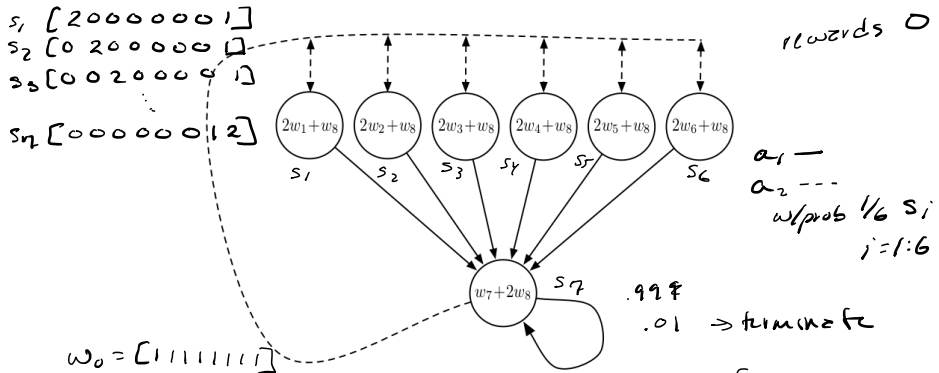 s₁ [2 0 0 0 0 0 0 1]
s₂ [0 2 0 0 0 0 0 1]
s₃ [0 0 2 0 0 0 0 1]
s₇ [0 0 0 0 0 0 1 2]
rewards 0
2w₁+w₈ 2w₂+w₈ 2w₃+w₈ 2w₄+w₈ 2w₅+w₈ 2w₆+w₈
s₁ s₂ s₃ s₄ s₅ s₆
a₁ —
a₂ ---
w/prob 1/6 sᵢ
i=1:6
w₇+2w₈
s₇
.99
.01 → terminate
w₀ = [1 1 1 1 1 1 1 1]